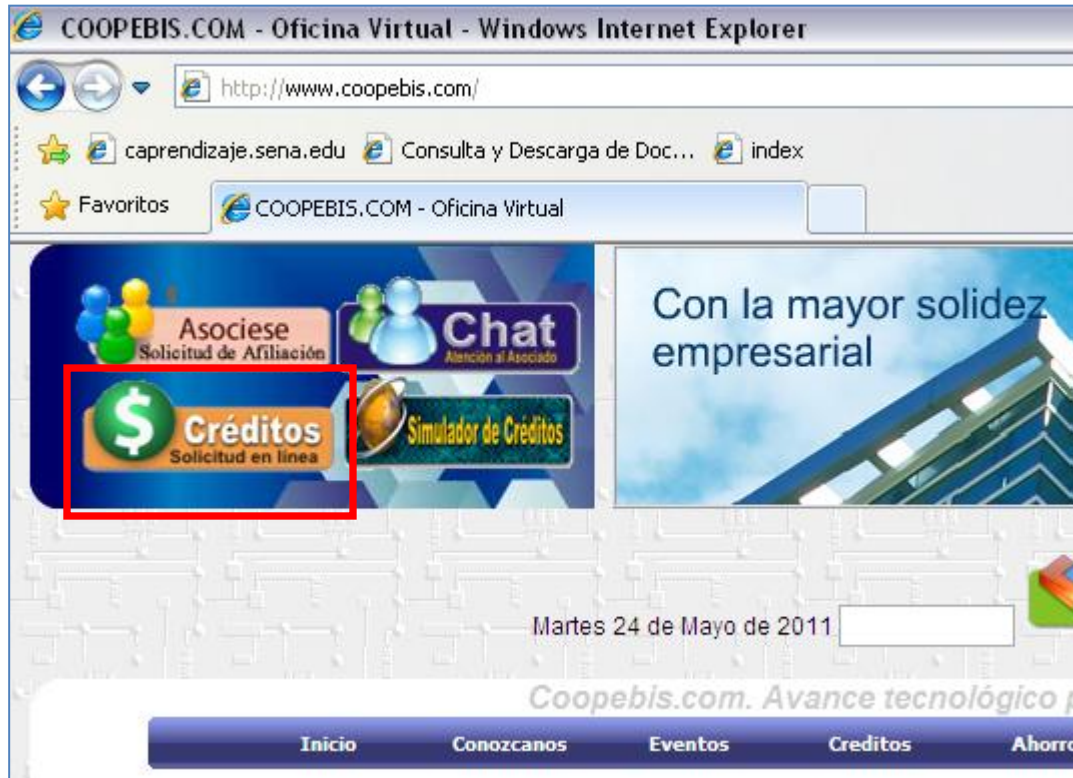 COOPEBIS.COM - Oficina Virtual - Windows Internet Explorer
http://www.coopebis.com/
caprendizaje.sena.edu Consulta y Descarga de Doc... index
Favoritos COOPEBIS.COM - Oficina Virtual
Asociese
Solicitud de Afiliación
Chat
Atención al Asociado
Créditos
Solicitud en línea
Simulador de Créditos
Con la mayor solidez
empresarial
Martes 24 de Mayo de 2011
Coopebis.com. Avance tecnológico p
Inicio Conozcanos Eventos Creditos Ahorro